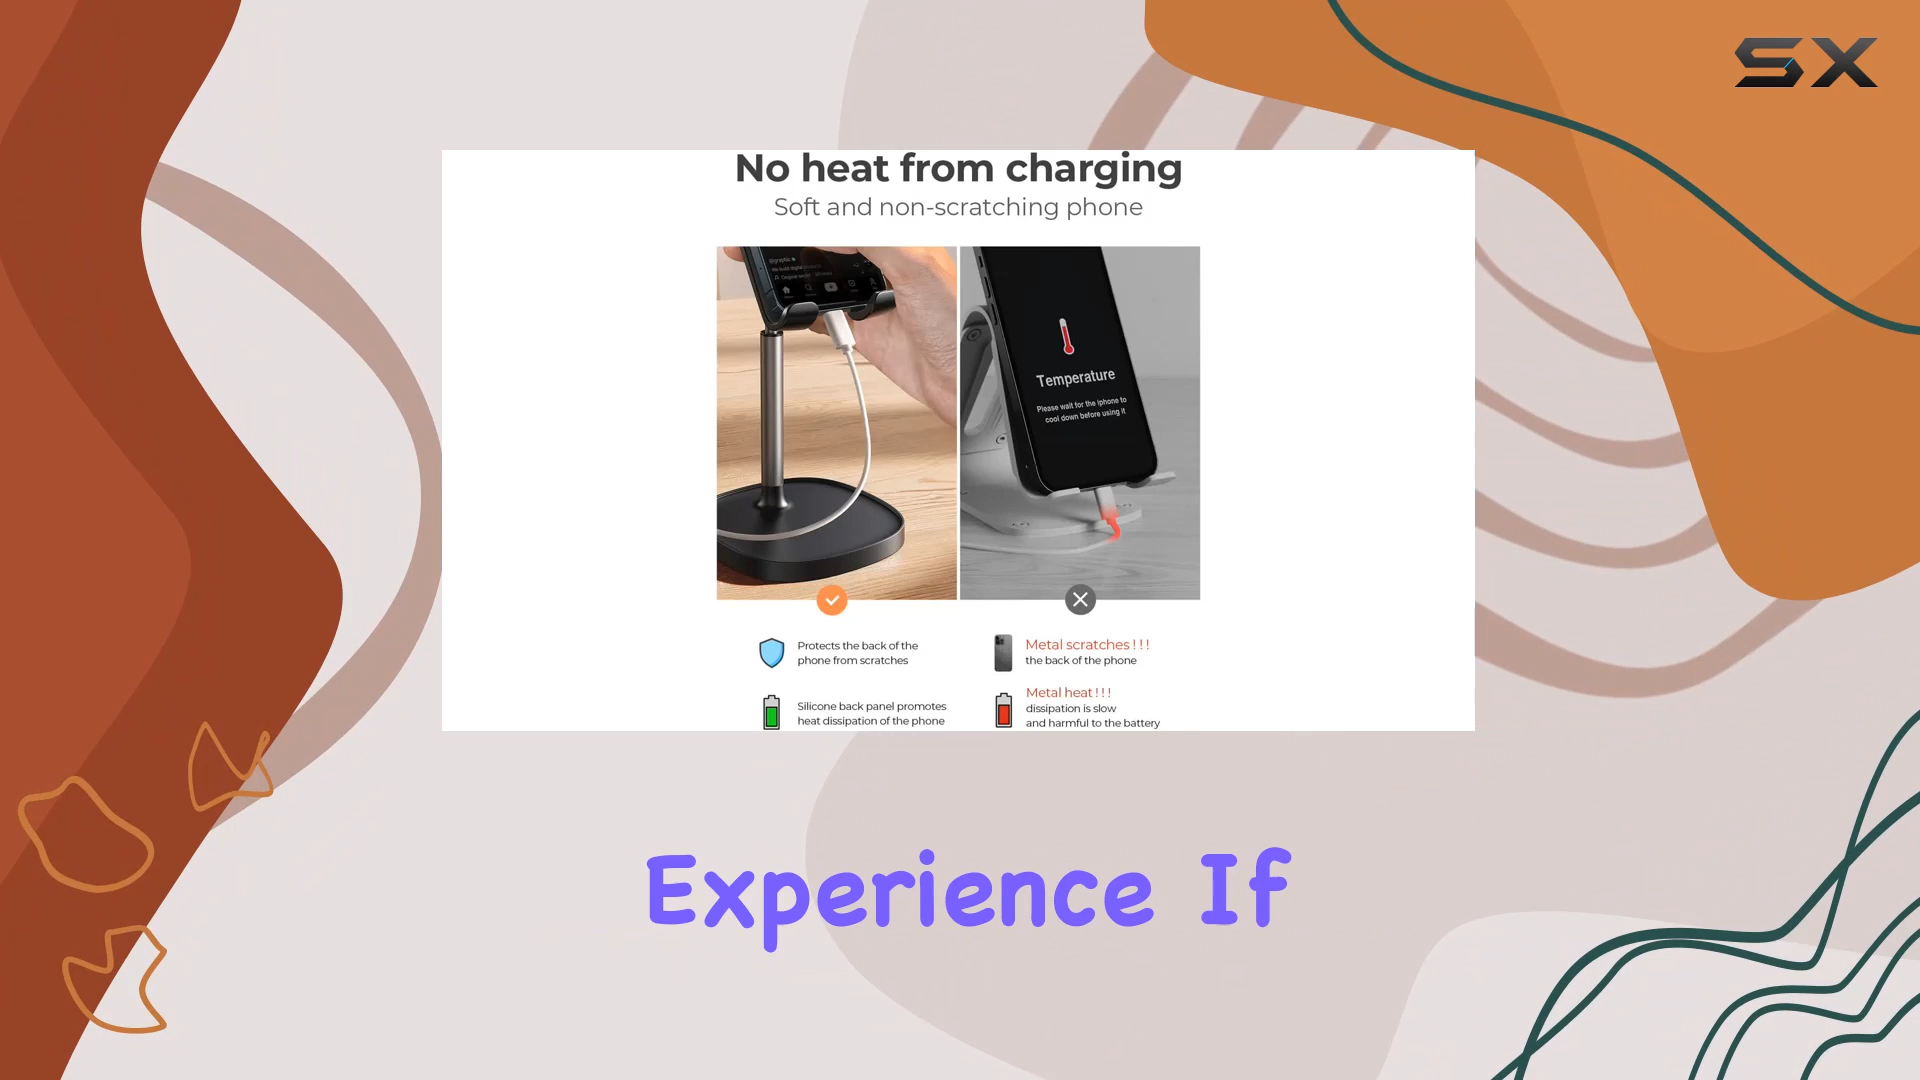 SX
No heat from charging
Soft and non-scratching phone
@graptic
Temperature
Please wait for the iphone to
cool down before using it
Protects the back of the
phone from scratches
Metal scratches ! ! !
the back of the phone
Silicone back panel promotes
heat dissipation of the phone
Metal heat ! ! !
dissipation is slow
and harmful to the battery
Experience If